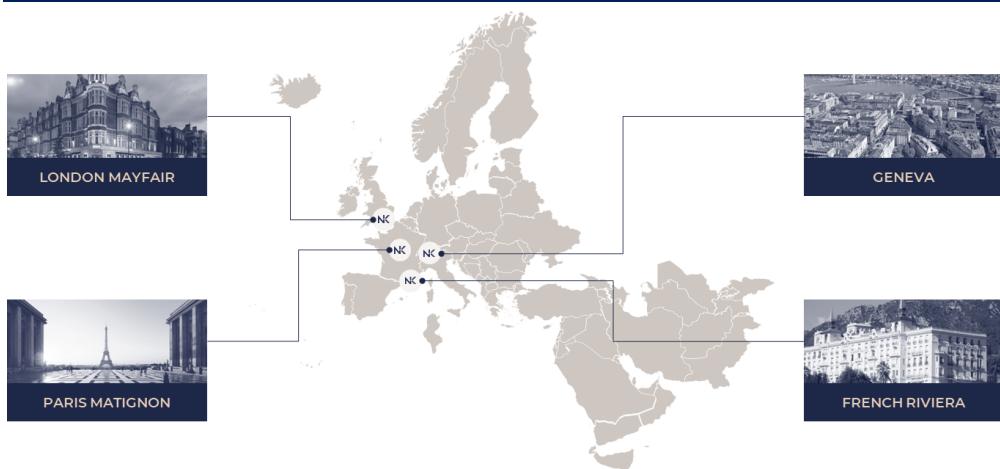 LONDON MAYFAIR
GENEVA
NK
NK
NK
NK
PARIS MATIGNON
FRENCH RIVIERA